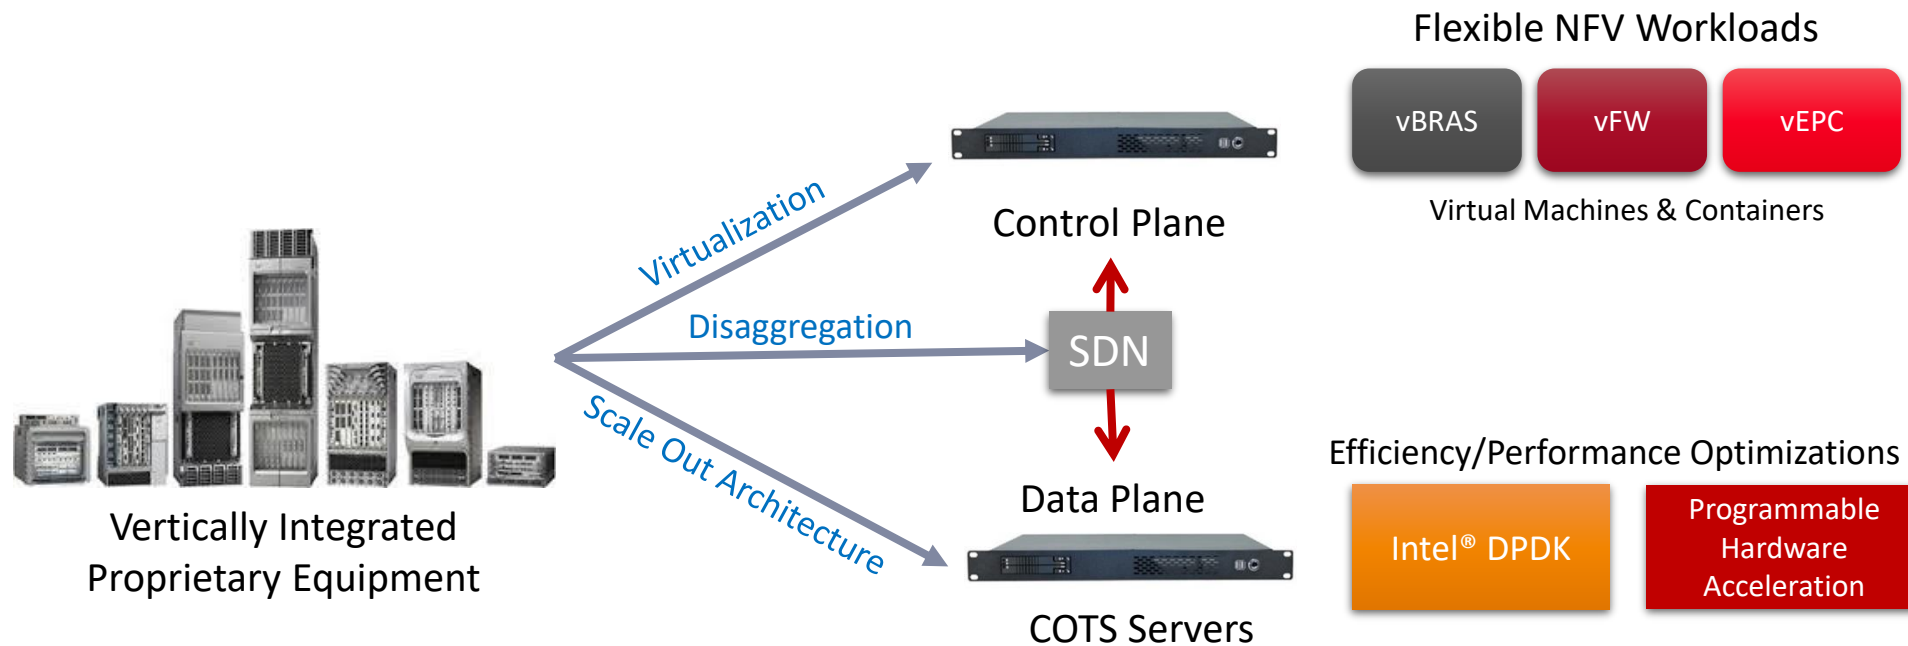 Flexible NFV Workloads
vBRAS
vFW
vEPC
Virtual Machines & Containers
Virtualization
Control Plane
Disaggregation
SDN
Scale Out Architecture
Data Plane
Vertically Integrated
Proprietary Equipment
COTS Servers
Efficiency/Performance Optimizations
Intel® DPDK
Programmable
Hardware
Acceleration